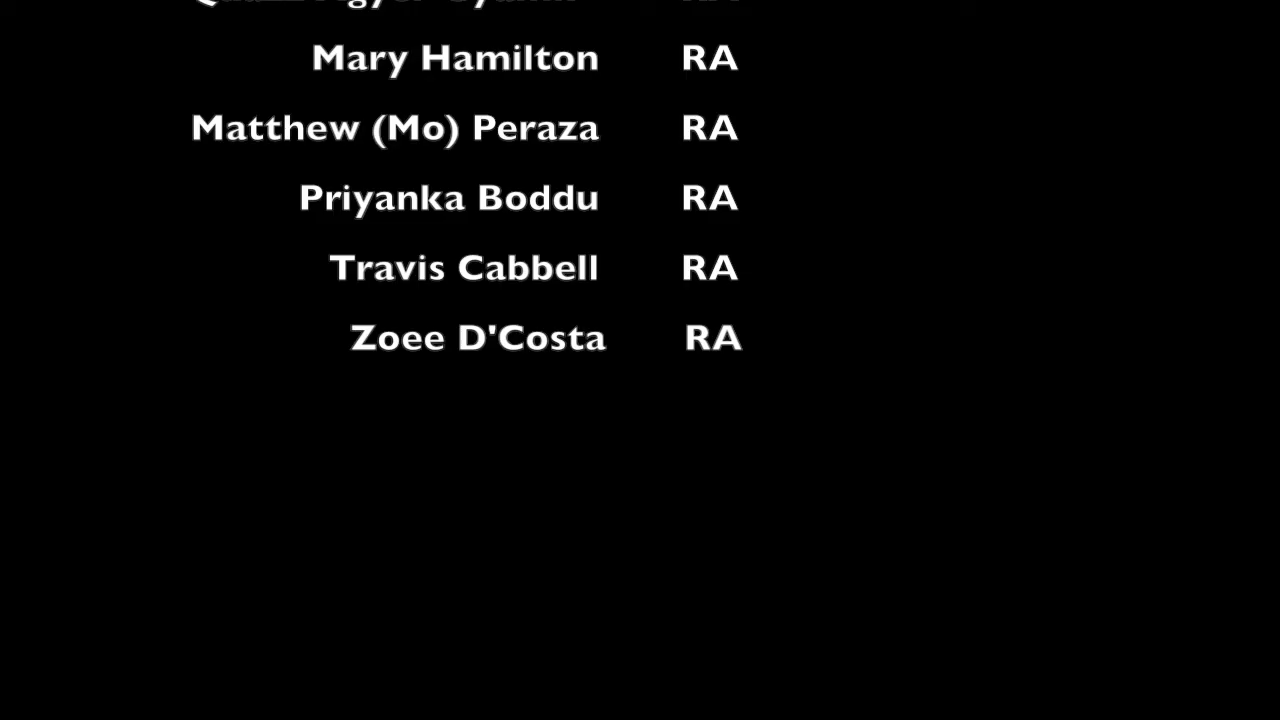 Mary Hamilton RA
Matthew (Mo) Peraza RA
Priyanka Boddu RA
Travis Cabbell RA
Zoee D'Costa RA